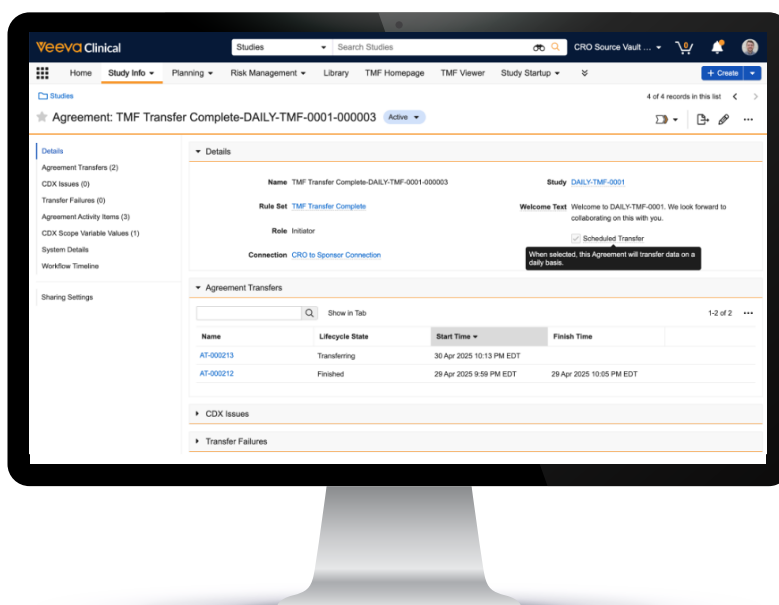 Veeva Clinical
Studies
Search Studies
CRO Source Vault ...
Home
Study Info
Planning
Risk Management
Library
TMF Homepage
TMF Viewer
Study Startup
+ Create
Studies
4 of 4 records in this list
Agreement: TMF Transfer Complete-DAILY-TMF-0001-000003
Active
Details
Agreement Transfers (2)
CDX Issues (0)
Transfer Failures (0)
Agreement Activity Items (3)
CDX Scope Variable Values (1)
System Details
Workflow Timeline
Sharing Settings
Details
Name TMF Transfer Complete-DAILY-TMF-0001-000003
Study DAILY-TMF-0001
Rule Set TMF Transfer Complete
Welcome Text Welcome to DAILY-TMF-0001. We look forward to
collaborating on this with you.
Role Initiator
Scheduled Transfer
Connection CRO to Sponsor Connection
When selected, this Agreement will transfer data on a
daily basis.
Agreement Transfers
Show in Tab
1-2 of 2
Name Lifecycle State Start Time Finish Time
AT-000213 Transferring 30 Apr 2025 10:13 PM EDT
AT-000212 Finished 29 Apr 2025 9:59 PM EDT 29 Apr 2025 10:05 PM EDT
CDX Issues
Transfer Failures